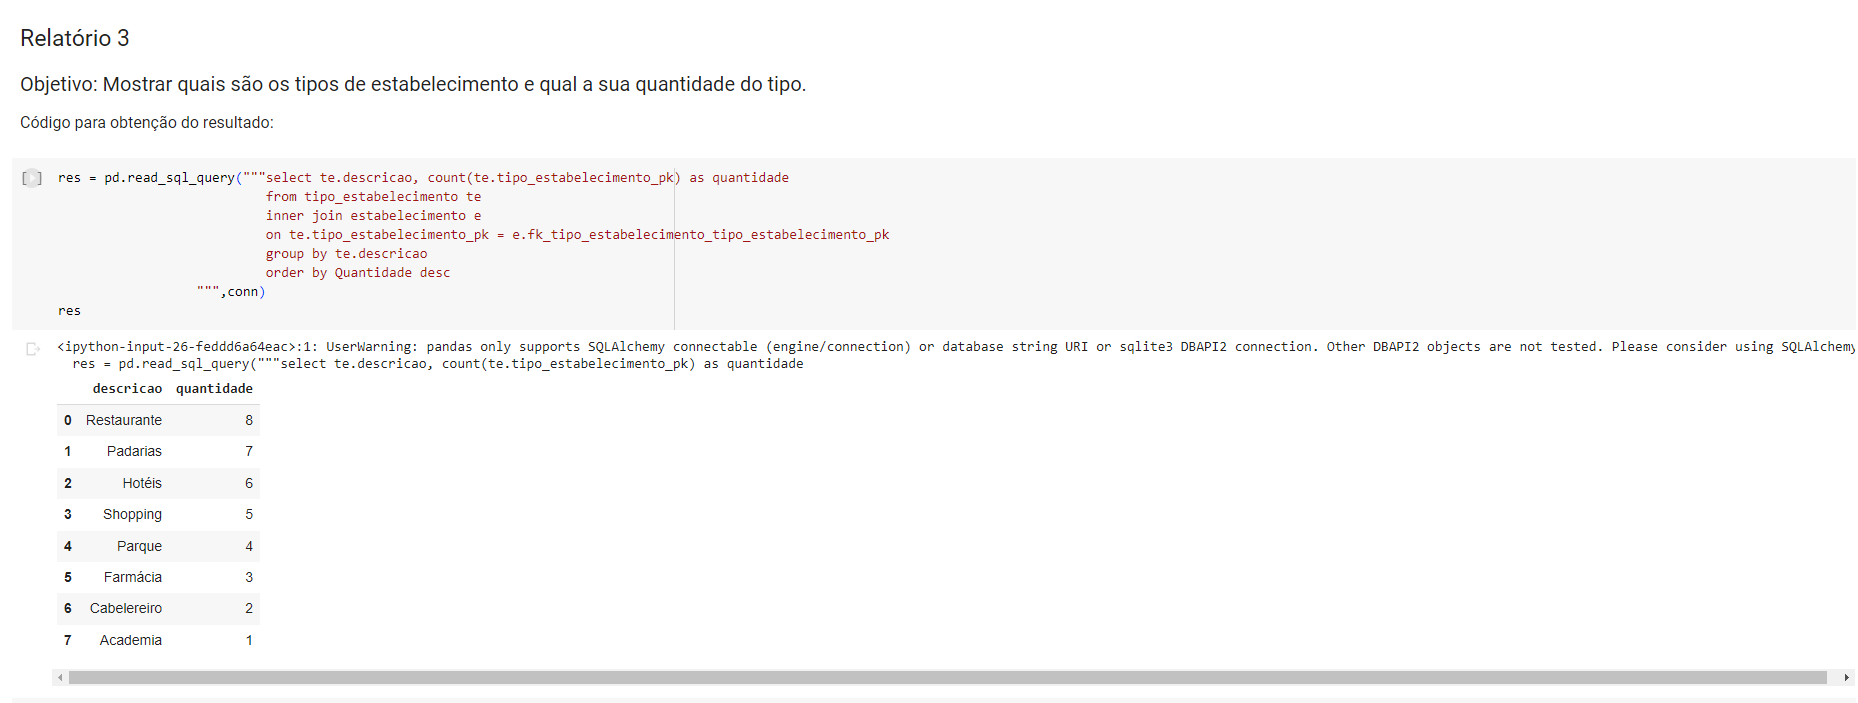 Relatório 3
Objetivo: Mostrar quais são os tipos de estabelecimento e qual a sua quantidade do tipo.
Código para obtenção do resultado:
[ ] res = pd.read_sql_query("""select te.descricao, count(te.tipo_estabelecimento_pk) as quantidade
from tipo_estabelecimento te
inner join estabelecimento e
on te.tipo_estabelecimento_pk = e.fk_tipo_estabelecimento_tipo_estabelecimento_pk
group by te.descricao
order by Quantidade desc
""",conn)
res
<ipython-input-26-feddd6a64eac>:1: UserWarning: pandas only supports SQLAlchemy connectable (engine/connection) or database string URI or sqlite3 DBAPI2 connection. Other DBAPI2 objects are not tested. Please consider using SQLAlchemy
res = pd.read_sql_query("""select te.descricao, count(te.tipo_estabelecimento_pk) as quantidade
descricao quantidade
0 Restaurante 8
1 Padarias 7
2 Hotéis 6
3 Shopping 5
4 Parque 4
5 Farmácia 3
6 Cabelereiro 2
7 Academia 1